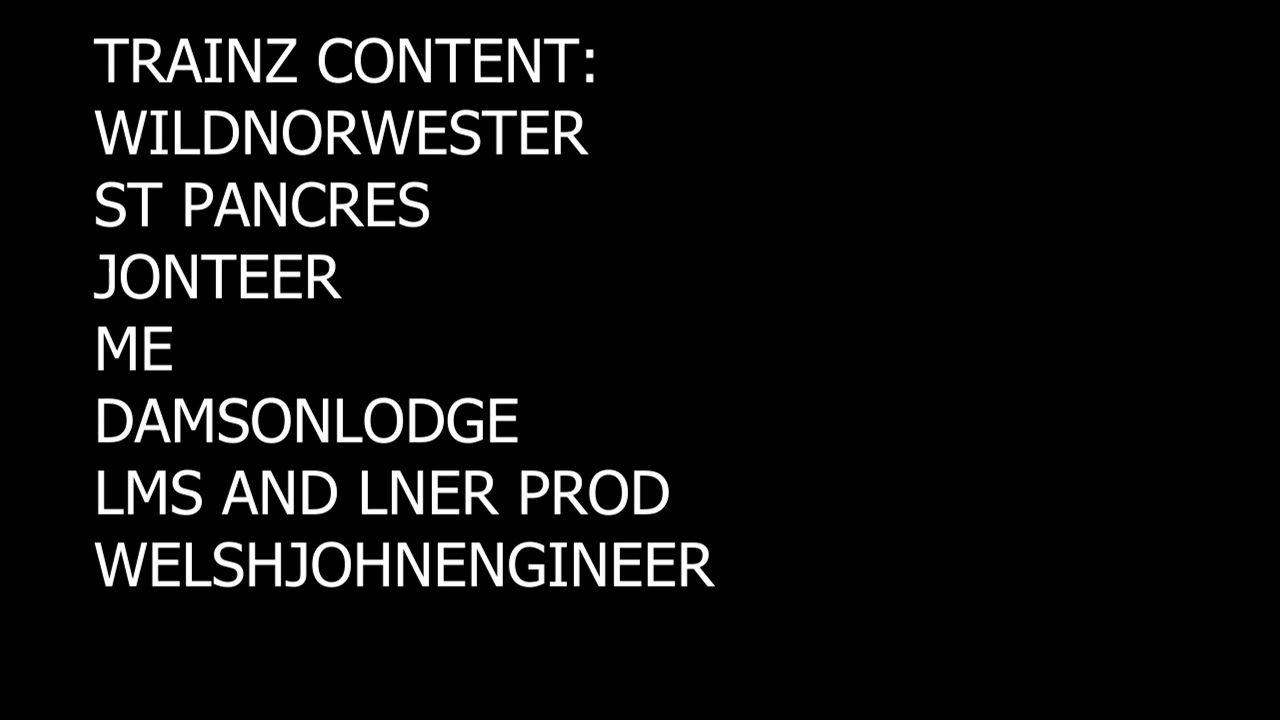 TRAINZ CONTENT:
WILDNORWESTER
ST PANCRES
JONTEER
ME
DAMSONLODGE
LMS AND LNER PROD
WELSHJOHNENGINEER